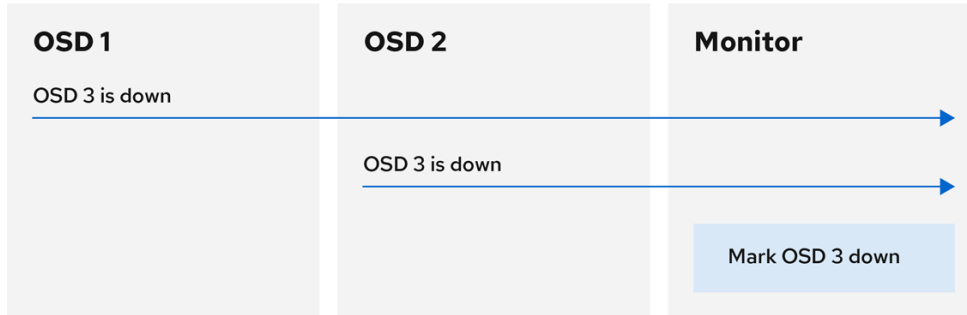 OSD 1
OSD 2
Monitor
OSD 3 is down
OSD 3 is down
Mark OSD 3 down